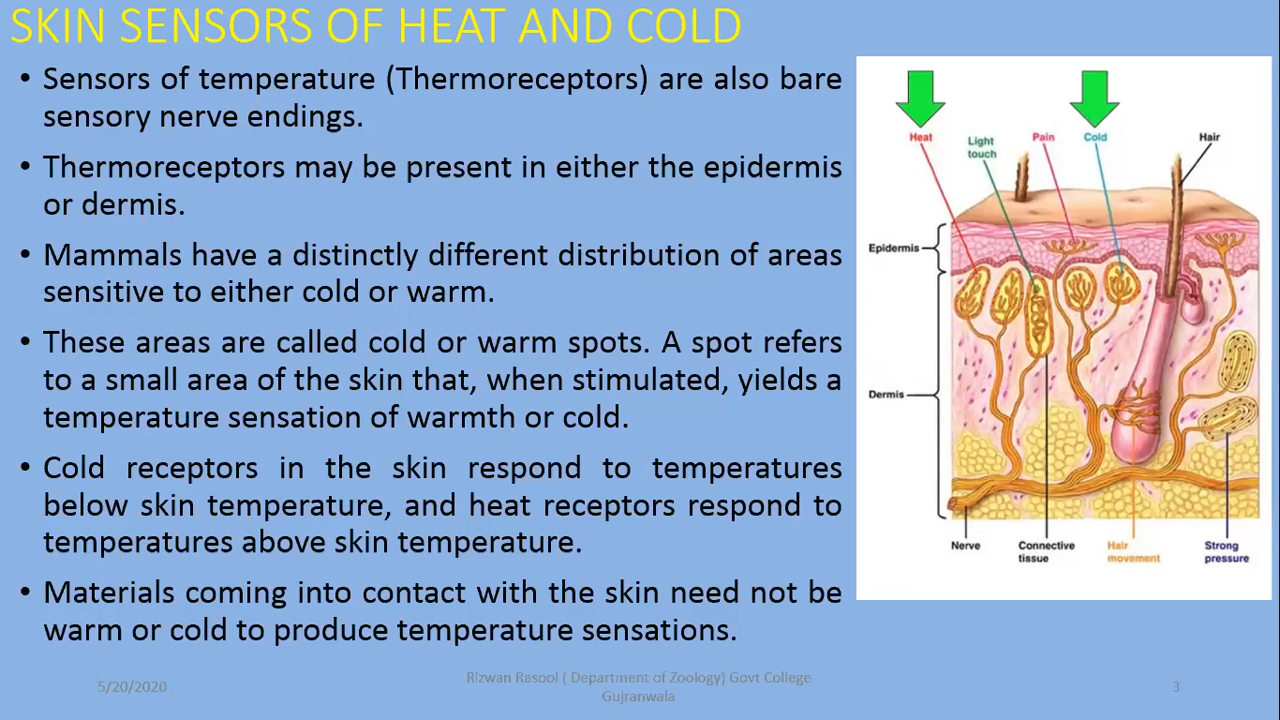 SKIN SENSORS OF HEAT AND COLD
• Sensors of temperature (Thermoreceptors) are also bare
sensory nerve endings.
• Thermoreceptors may be present in either the epidermis
or dermis.
• Mammals have a distinctly different distribution of areas
sensitive to either cold or warm.
• These areas are called cold or warm spots. A spot refers
to a small area of the skin that, when stimulated, yields a
temperature sensation of warmth or cold.
• Cold receptors in the skin respond to temperatures
below skin temperature, and heat receptors respond to
temperatures above skin temperature.
• Materials coming into contact with the skin need not be
warm or cold to produce temperature sensations.
Heat
Light
touch
Pain
Cold
Hair
Epidermis
Dermis
Nerve
Connective
tissue
Hair
movement
Strong
pressure
5/20/2020
Rizwan Rasool ( Department of Zoology) Govt College
Gujranwala
3